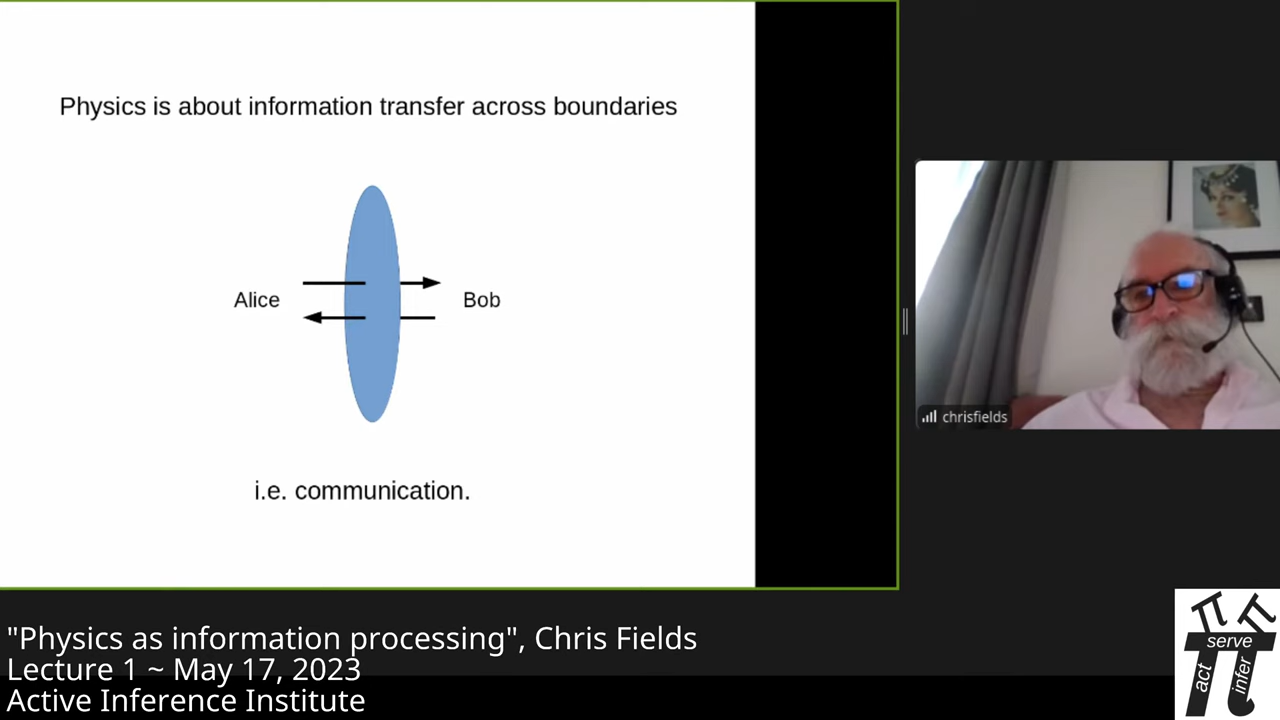 Physics is about information transfer across boundaries
Alice
Bob
i.e. communication.
chrisfields
"Physics as information processing", Chris Fields
Lecture 1 ~ May 17, 2023
Active Inference Institute
serve
act
infer